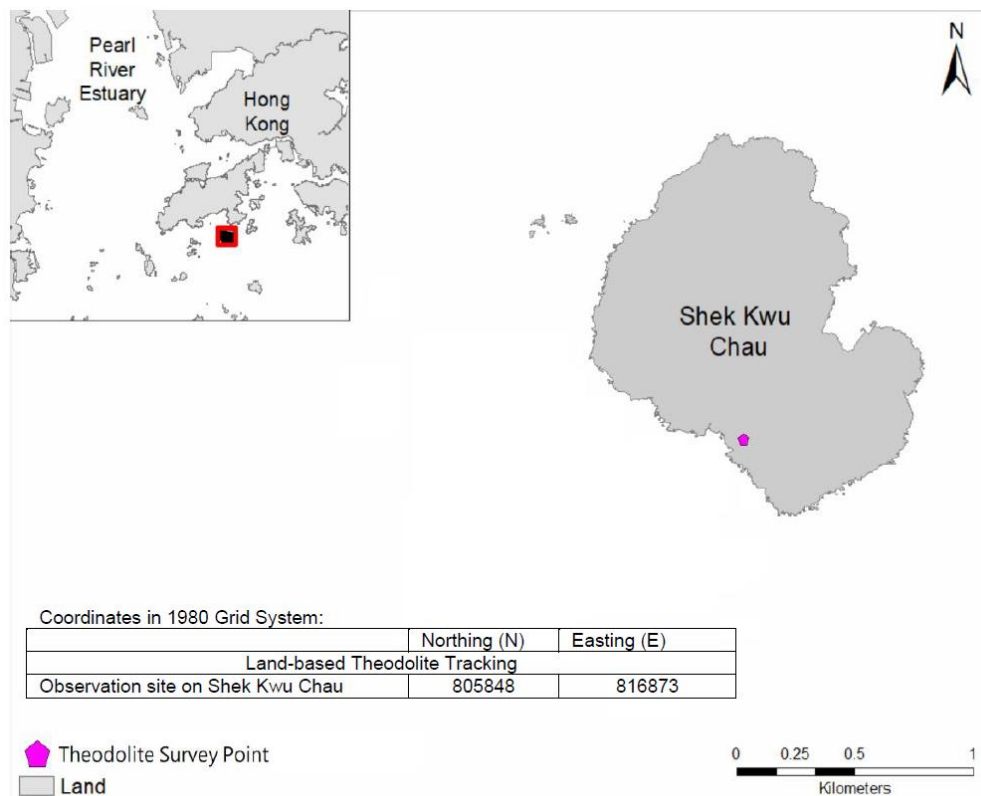 Pearl
River
Estuary
Hong
Kong
N
Shek Kwu
Chau
Coordinates in 1980 Grid System:
Northing (N) Easting (E)
Land-based Theodolite Tracking
Observation site on Shek Kwu Chau 805848 816873
Theodolite Survey Point
Land
0 0.25 0.5 1
Kilometers